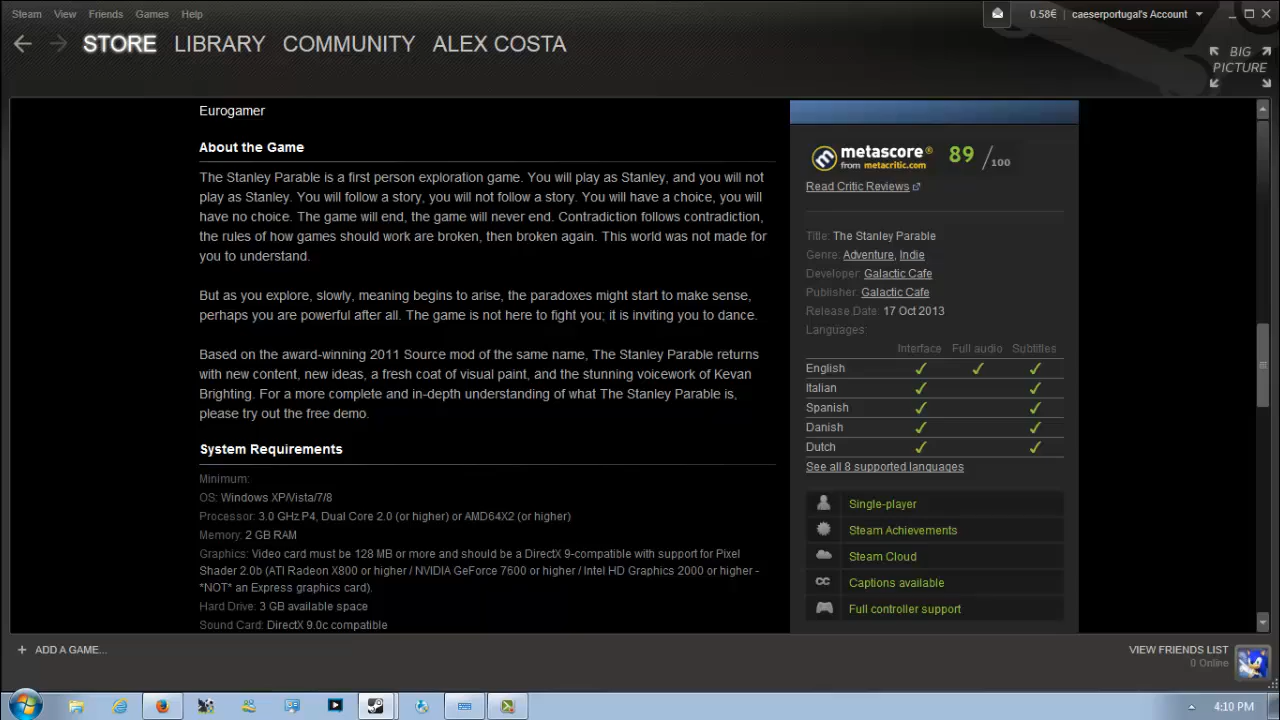 Steam View Friends Games Help
0.58€ caeserportugal's Account
STORE LIBRARY COMMUNITY ALEX COSTA
BIG
PICTURE
Eurogamer
About the Game
The Stanley Parable is a first person exploration game. You will play as Stanley, and you will not
play as Stanley. You will follow a story, you will not follow a story. You will have a choice, you will
have no choice. The game will end, the game will never end. Contradiction follows contradiction,
the rules of how games should work are broken, then broken again. This world was not made for
you to understand.
But as you explore, slowly, meaning begins to arise, the paradoxes might start to make sense,
perhaps you are powerful after all. The game is not here to fight you; it is inviting you to dance.
Based on the award-winning 2011 Source mod of the same name, The Stanley Parable returns
with new content, new ideas, a fresh coat of visual paint, and the stunning voicework of Kevan
Brighting. For a more complete and in-depth understanding of what The Stanley Parable is,
please try out the free demo.
System Requirements
Minimum:
OS: Windows XP/Vista/7/8
Processor: 3.0 GHz P4, Dual Core 2.0 (or higher) or AMD64X2 (or higher)
Memory: 2 GB RAM
Graphics: Video card must be 128 MB or more and should be a DirectX 9-compatible with support for Pixel
Shader 2.0b (ATI Radeon X800 or higher / NVIDIA GeForce 7600 or higher / Intel HD Graphics 2000 or higher -
*NOT* an Express graphics card).
Hard Drive: 3 GB available space
Sound Card: DirectX 9.0c compatible
metascore® 89 /100
from metacritic.com
Read Critic Reviews
Title: The Stanley Parable
Genre: Adventure, Indie
Developer: Galactic Cafe
Publisher: Galactic Cafe
Release Date: 17 Oct 2013
Languages:
Interface Full audio Subtitles
English ✓ ✓ ✓
Italian ✓ ✓
Spanish ✓ ✓
Danish ✓ ✓
Dutch ✓ ✓
See all 8 supported languages
Single-player
Steam Achievements
Steam Cloud
CC Captions available
Full controller support
+ ADD A GAME...
VIEW FRIENDS LIST
0 Online
4:10 PM